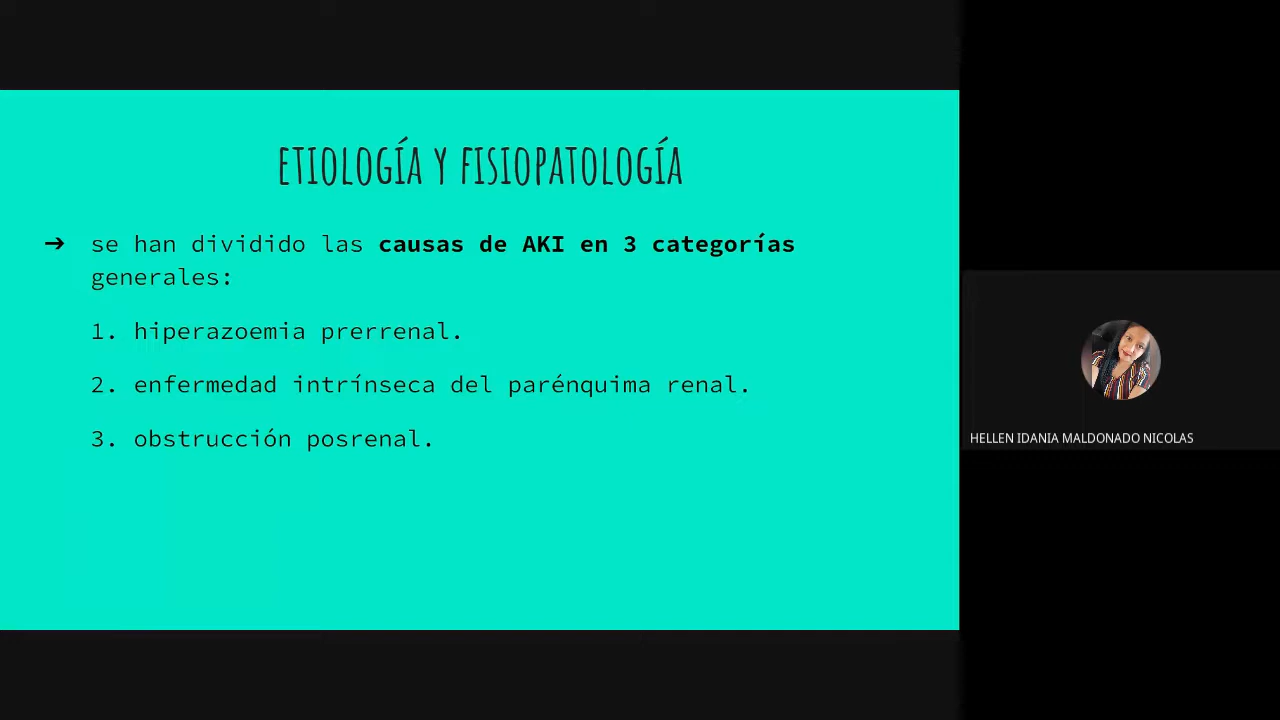 ETIOLOGÍA Y FISIOPATOLOGÍA
➔ se han dividido las causas de AKI en 3 categorías
generales:
1. hiperazoemia prerrenal.
2. enfermedad intrínseca del parénquima renal.
3. obstrucción posrenal.
HELLEN IDANIA MALDONADO NICOLAS